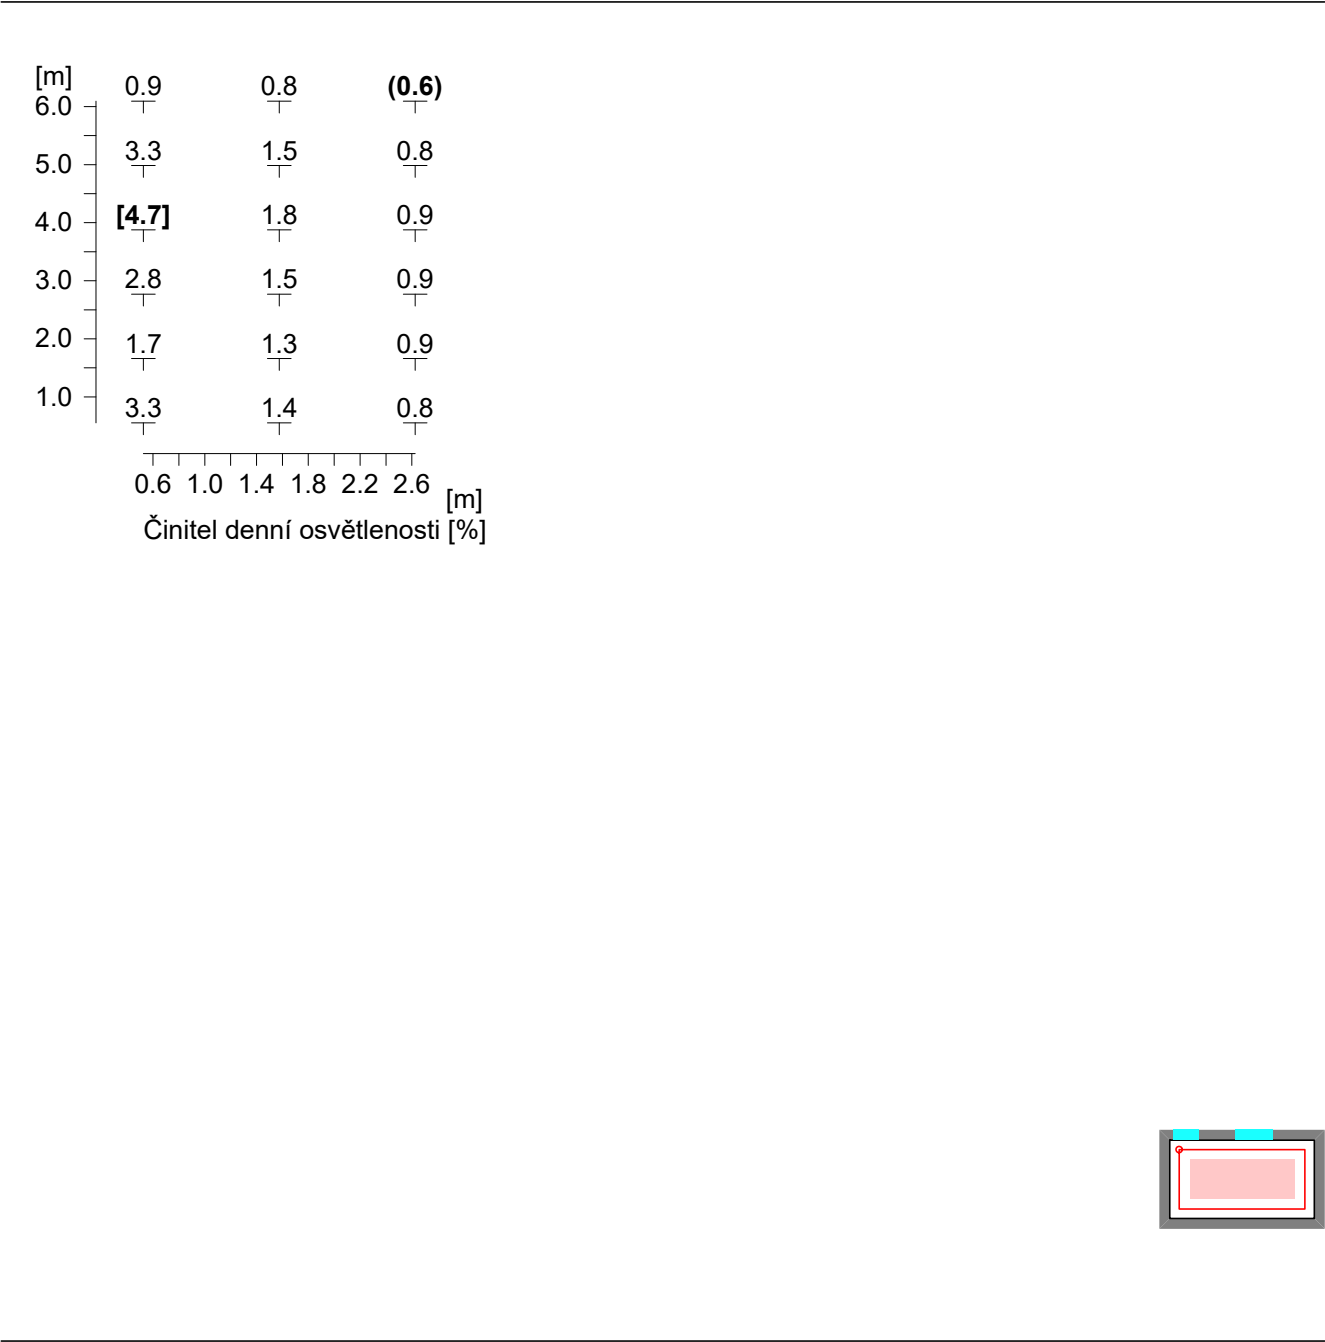 [m] 0.9 0.8 (0.6)
6.0
3.3 1.5 0.8
5.0
[4.7] 1.8 0.9
4.0
3.0 2.8 1.5 0.9
2.0 1.7 1.3 0.9
1.0 3.3 1.4 0.8
0.6 1.0 1.4 1.8 2.2 2.6 [m]
Činitel denní osvětlenosti [%]